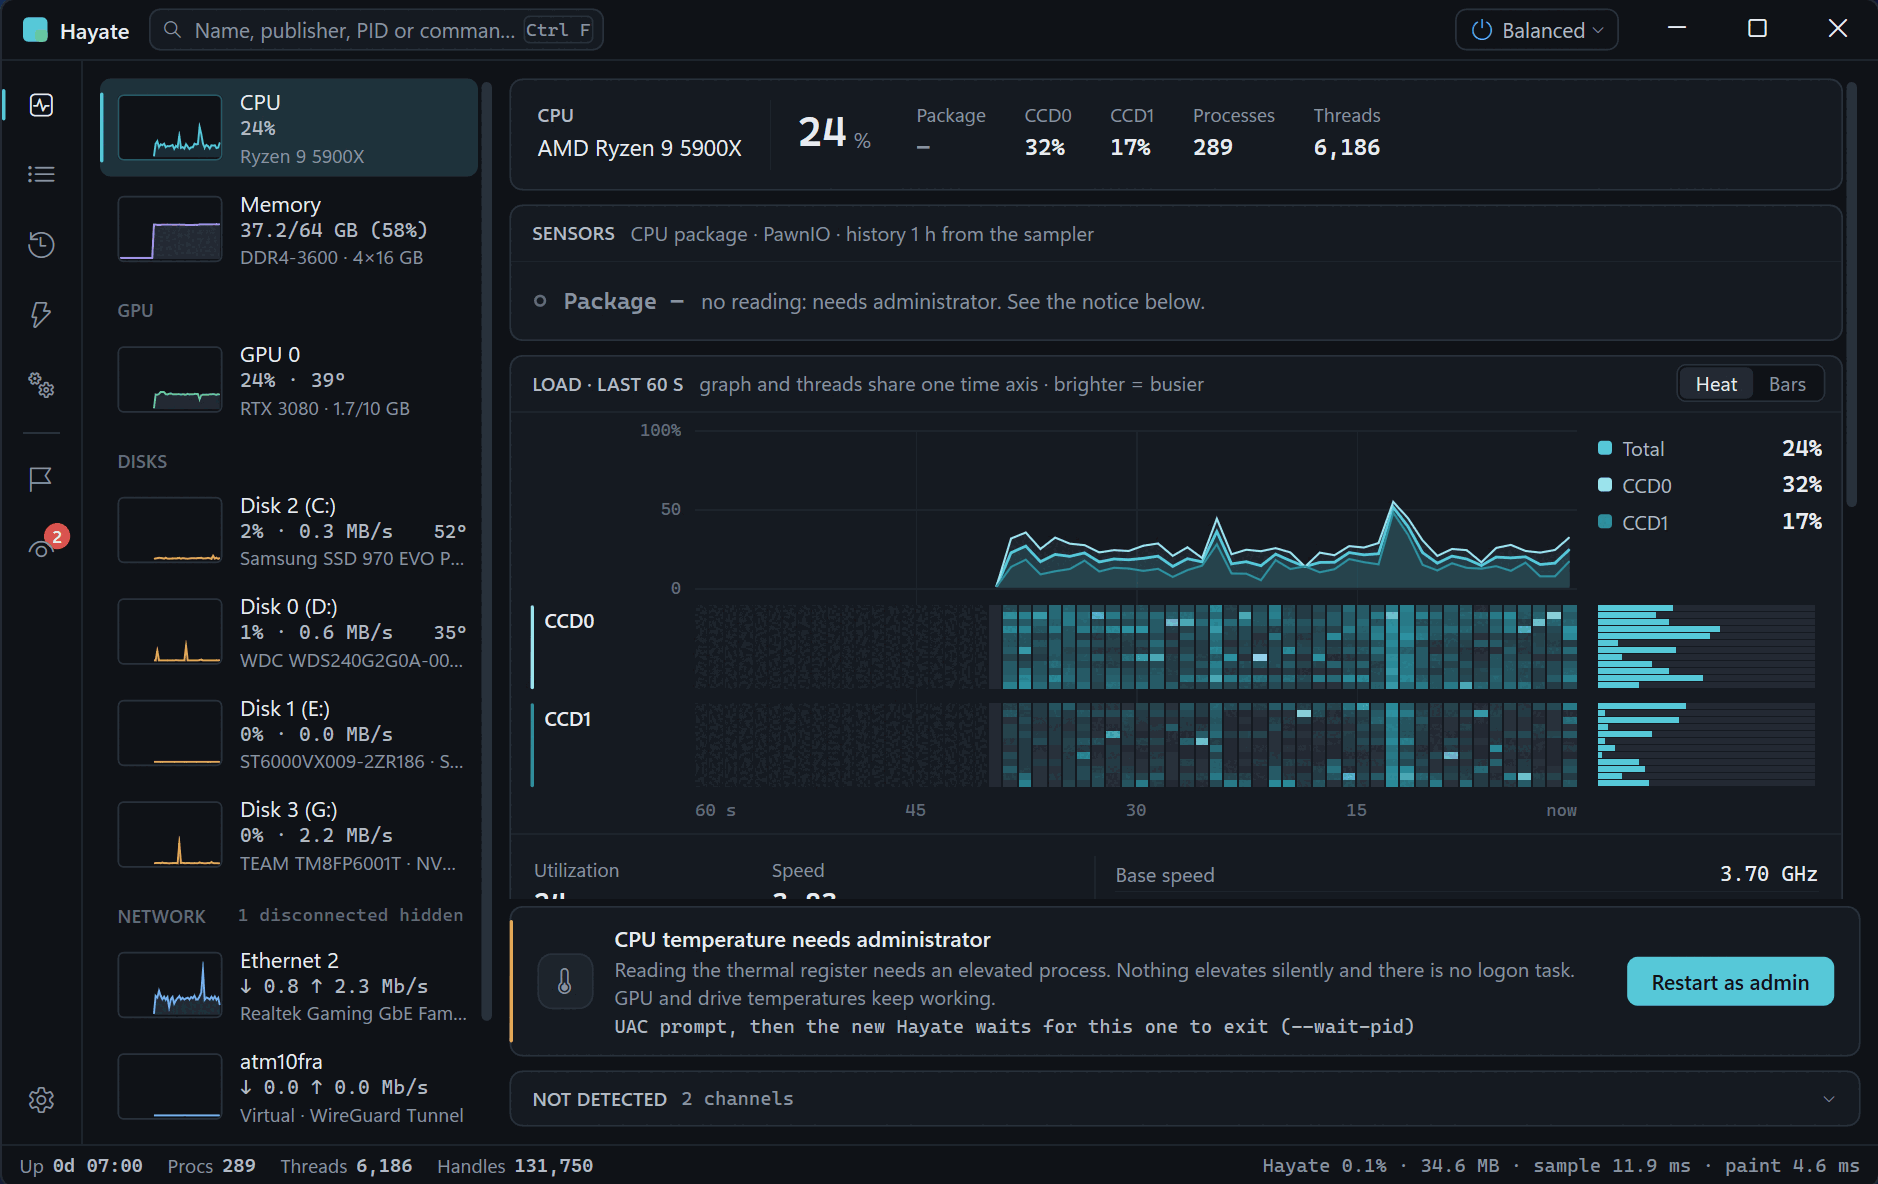 Hayate
Name, publisher, PID or comman... Ctrl F
Balanced
CPU
24%
Ryzen 9 5900X
Memory
37.2/64 GB (58%)
DDR4-3600 · 4×16 GB
GPU
GPU 0
24% · 39°
RTX 3080 · 1.7/10 GB
DISKS
Disk 2 (C:)
2% · 0.3 MB/s 52°
Samsung SSD 970 EVO P...
Disk 0 (D:)
1% · 0.6 MB/s 35°
WDC WDS240G2G0A-00...
Disk 1 (E:)
0% · 0.0 MB/s
ST6000VX009-2ZR186 · S...
Disk 3 (G:)
0% · 2.2 MB/s
TEAM TM8FP6001T · NV...
NETWORK 1 disconnected hidden
Ethernet 2
↓ 0.8 ↑ 2.3 Mb/s
Realtek Gaming GbE Fam...
atm10fra
↓ 0.0 ↑ 0.0 Mb/s
Virtual · WireGuard Tunnel
2
CPU
AMD Ryzen 9 5900X
24 %
Package CCD0 CCD1 Processes Threads
– 32% 17% 289 6,186
SENSORS CPU package · PawnIO · history 1 h from the sampler
Package – no reading: needs administrator. See the notice below.
LOAD · LAST 60 S graph and threads share one time axis · brighter = busier
Heat Bars
100%
50
0
Total 24%
CCD0 32%
CCD1 17%
CCD0
CCD1
60 s 45 30 15 now
Utilization Speed
Base speed 3.70 GHz
CPU temperature needs administrator
Reading the thermal register needs an elevated process. Nothing elevates silently and there is no logon task.
GPU and drive temperatures keep working.
UAC prompt, then the new Hayate waits for this one to exit (--wait-pid)
Restart as admin
NOT DETECTED 2 channels
Up 0d 07:00 Procs 289 Threads 6,186 Handles 131,750
Hayate 0.1% · 34.6 MB · sample 11.9 ms · paint 4.6 ms